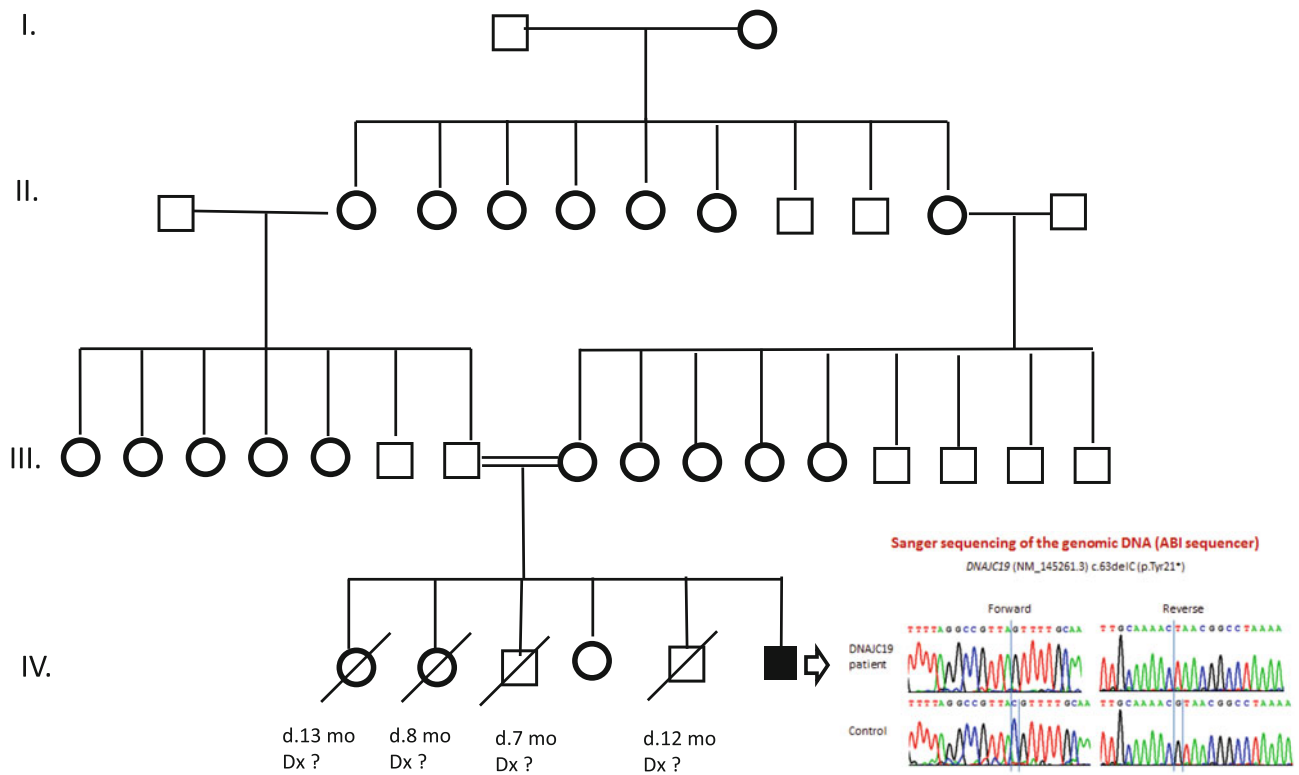 I.
II.
III.
IV.
d.13 mo
Dx ?
d.8 mo
Dx ?
d.7 mo
Dx ?
d.12 mo
Dx ?
Sanger sequencing of the genomic DNA (ABI sequencer)
DNAJC19 (NM_145261.3) c.63delC (p.Tyr21*)
Forward
Reverse
DNAJC19
patient
TTTTAGGCCGTTAGTTTTGCAA
TTGCAAAACTAACGGCCTAAAA
Control
TTTTAGGCCGTTACGTTTTGCAA
TTGCAAAACGTAACGGCCTAAAA